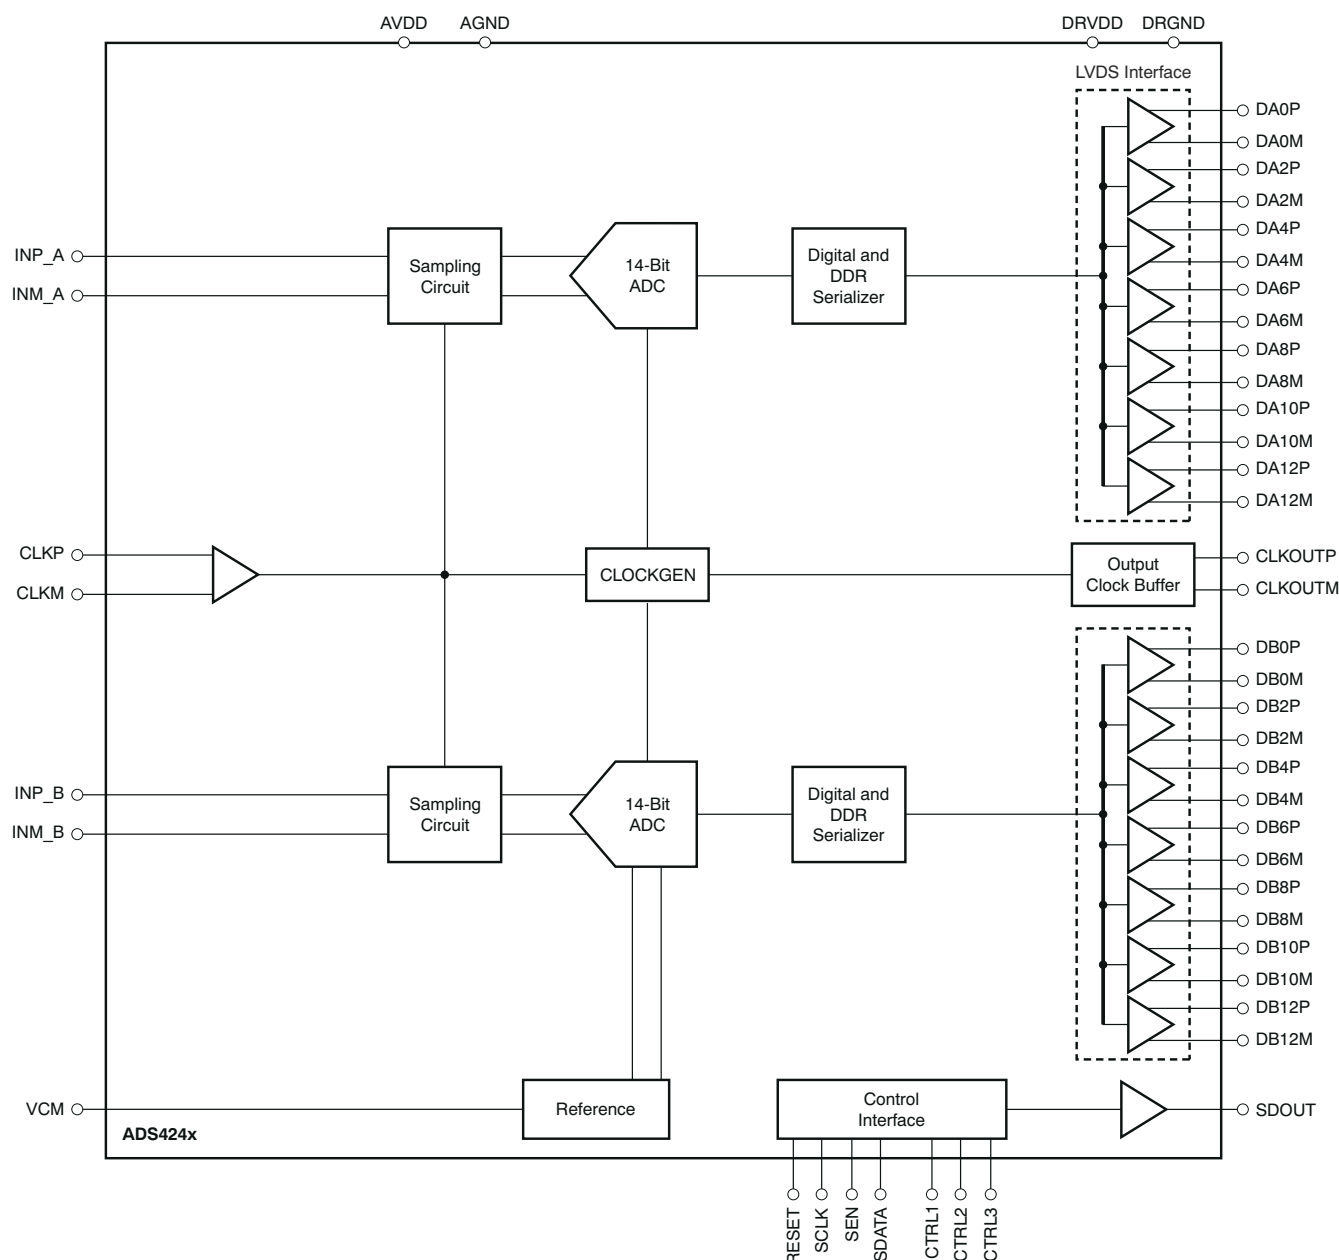 AVDD
AGND
DRVDD
DRGND
LVDS Interface
DA0P
DA0M
DA2P
DA2M
DA4P
DA4M
DA6P
DA6M
DA8P
DA8M
DA10P
DA10M
DA12P
DA12M
INP_A
INM_A
Sampling
Circuit
14-Bit
ADC
Digital and
DDR
Serializer
CLKP
CLKM
CLOCKGEN
Output
Clock Buffer
CLKOUTP
CLKOUTM
DB0P
DB0M
DB2P
DB2M
DB4P
DB4M
DB6P
DB6M
DB8P
DB8M
DB10P
DB10M
DB12P
DB12M
INP_B
INM_B
Sampling
Circuit
14-Bit
ADC
Digital and
DDR
Serializer
VCM
Reference
Control
Interface
SDOUT
ADS424x
RESET
SCLK
SEN
SDATA
CTRL1
CTRL2
CTRL3